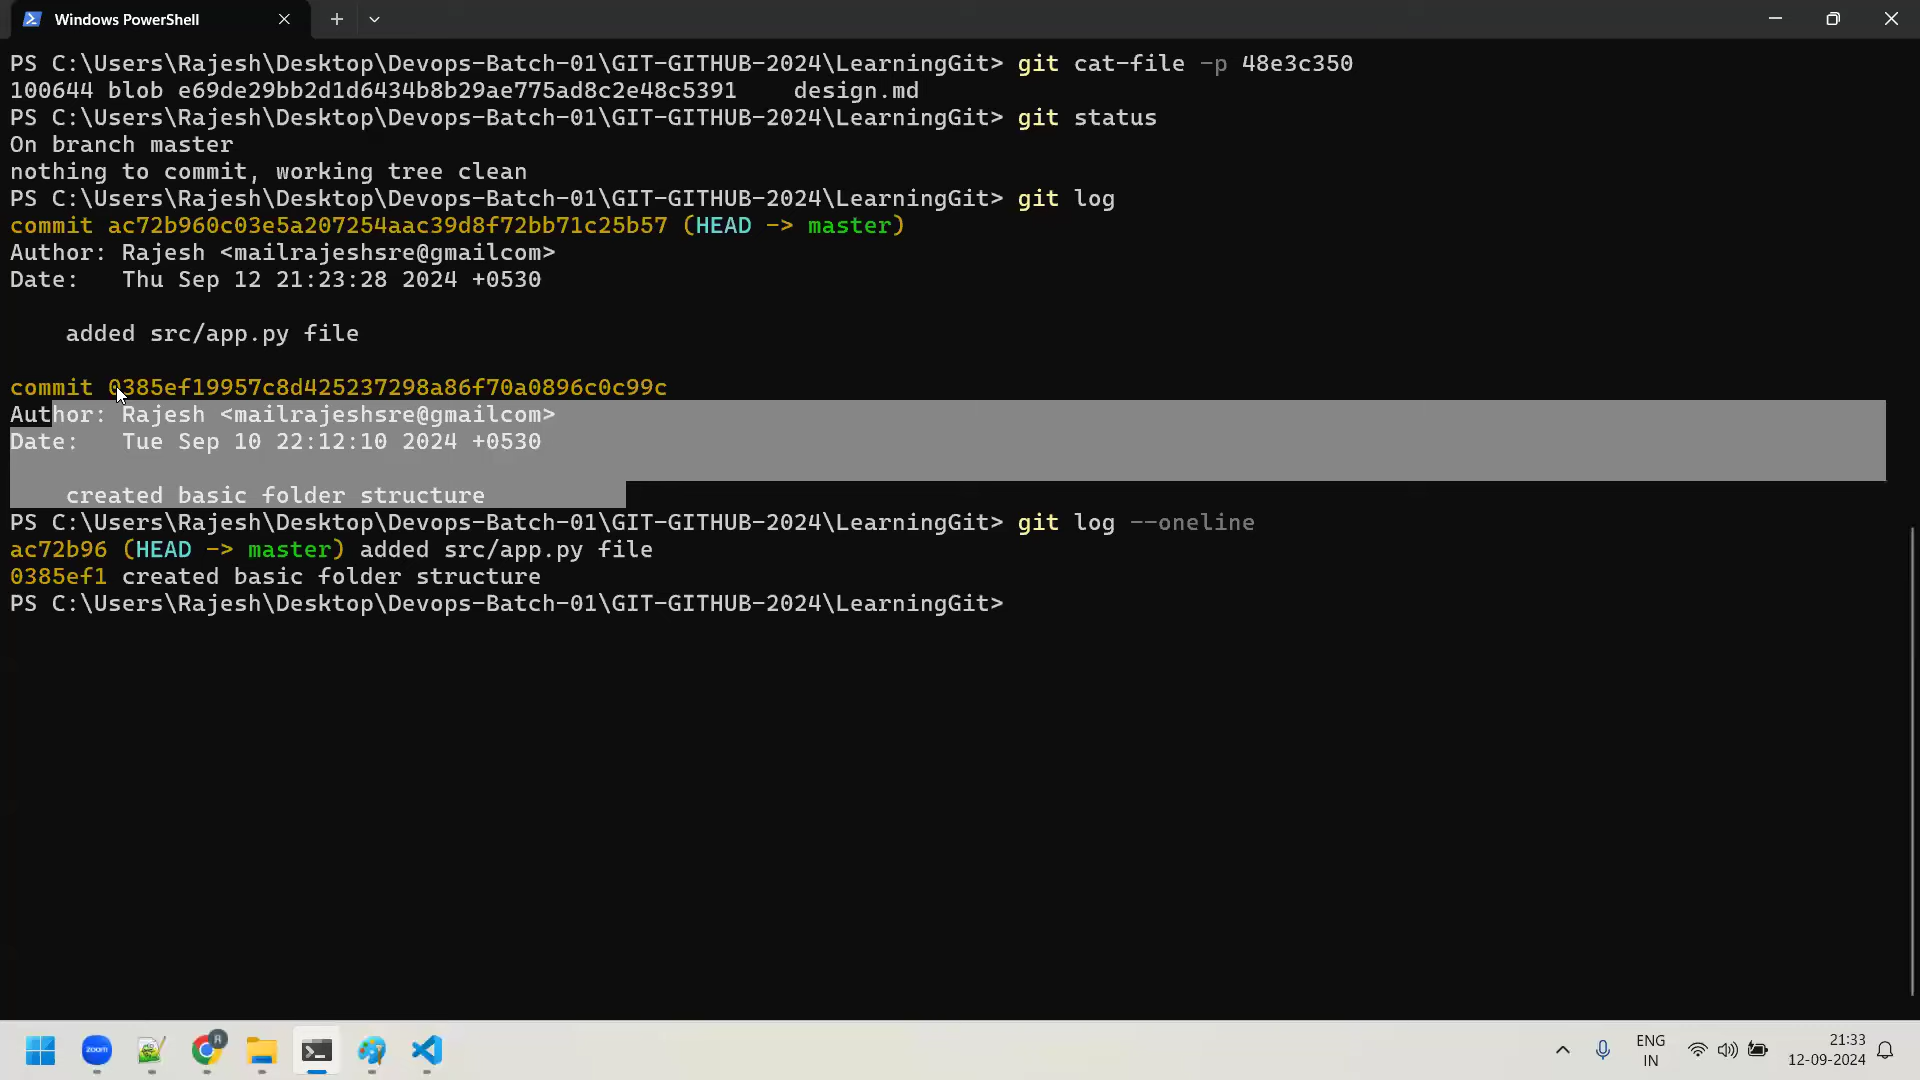 Windows PowerShell
PS C:\Users\Rajesh\Desktop\Devops-Batch-01\GIT-GITHUB-2024\LearningGit> git cat-file -p 48e3c350
100644 blob e69de29bb2d1d6434b8b29ae775ad8c2e48c5391    design.md
PS C:\Users\Rajesh\Desktop\Devops-Batch-01\GIT-GITHUB-2024\LearningGit> git status
On branch master
nothing to commit, working tree clean
PS C:\Users\Rajesh\Desktop\Devops-Batch-01\GIT-GITHUB-2024\LearningGit> git log
commit ac72b960c03e5a207254aac39d8f72bb71c25b57 (HEAD -> master)
Author: Rajesh <mailrajeshsre@gmailcom>
Date:   Thu Sep 12 21:23:28 2024 +0530
    added src/app.py file
commit 0385ef19957c8d425237298a86f70a0896c0c99c
Author: Rajesh <mailrajeshsre@gmailcom>
Date:   Tue Sep 10 22:12:10 2024 +0530
    created basic folder structure
PS C:\Users\Rajesh\Desktop\Devops-Batch-01\GIT-GITHUB-2024\LearningGit> git log --oneline
ac72b96 (HEAD -> master) added src/app.py file
0385ef1 created basic folder structure
PS C:\Users\Rajesh\Desktop\Devops-Batch-01\GIT-GITHUB-2024\LearningGit>
zoom
R
ENG
IN
21:33
12-09-2024